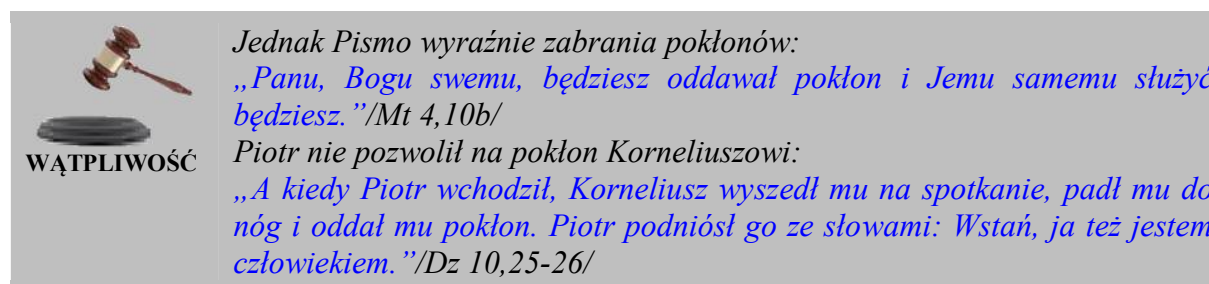 Jednak Pismo wyraźnie zabrania pokłonów:
„Panu, Bogu swemu, będziesz oddawał pokłon i Jemu samemu służyć
będziesz.”/Mt 4,10b/
WĄTPLIWOŚĆ
Piotr nie pozwolił na pokłon Korneliuszowi:
„A kiedy Piotr wchodził, Korneliusz wyszedł mu na spotkanie, padł mu do
nóg i oddał mu pokłon. Piotr podniósł go ze słowami: Wstań, ja też jestem
człowiekiem.”/Dz 10,25-26/